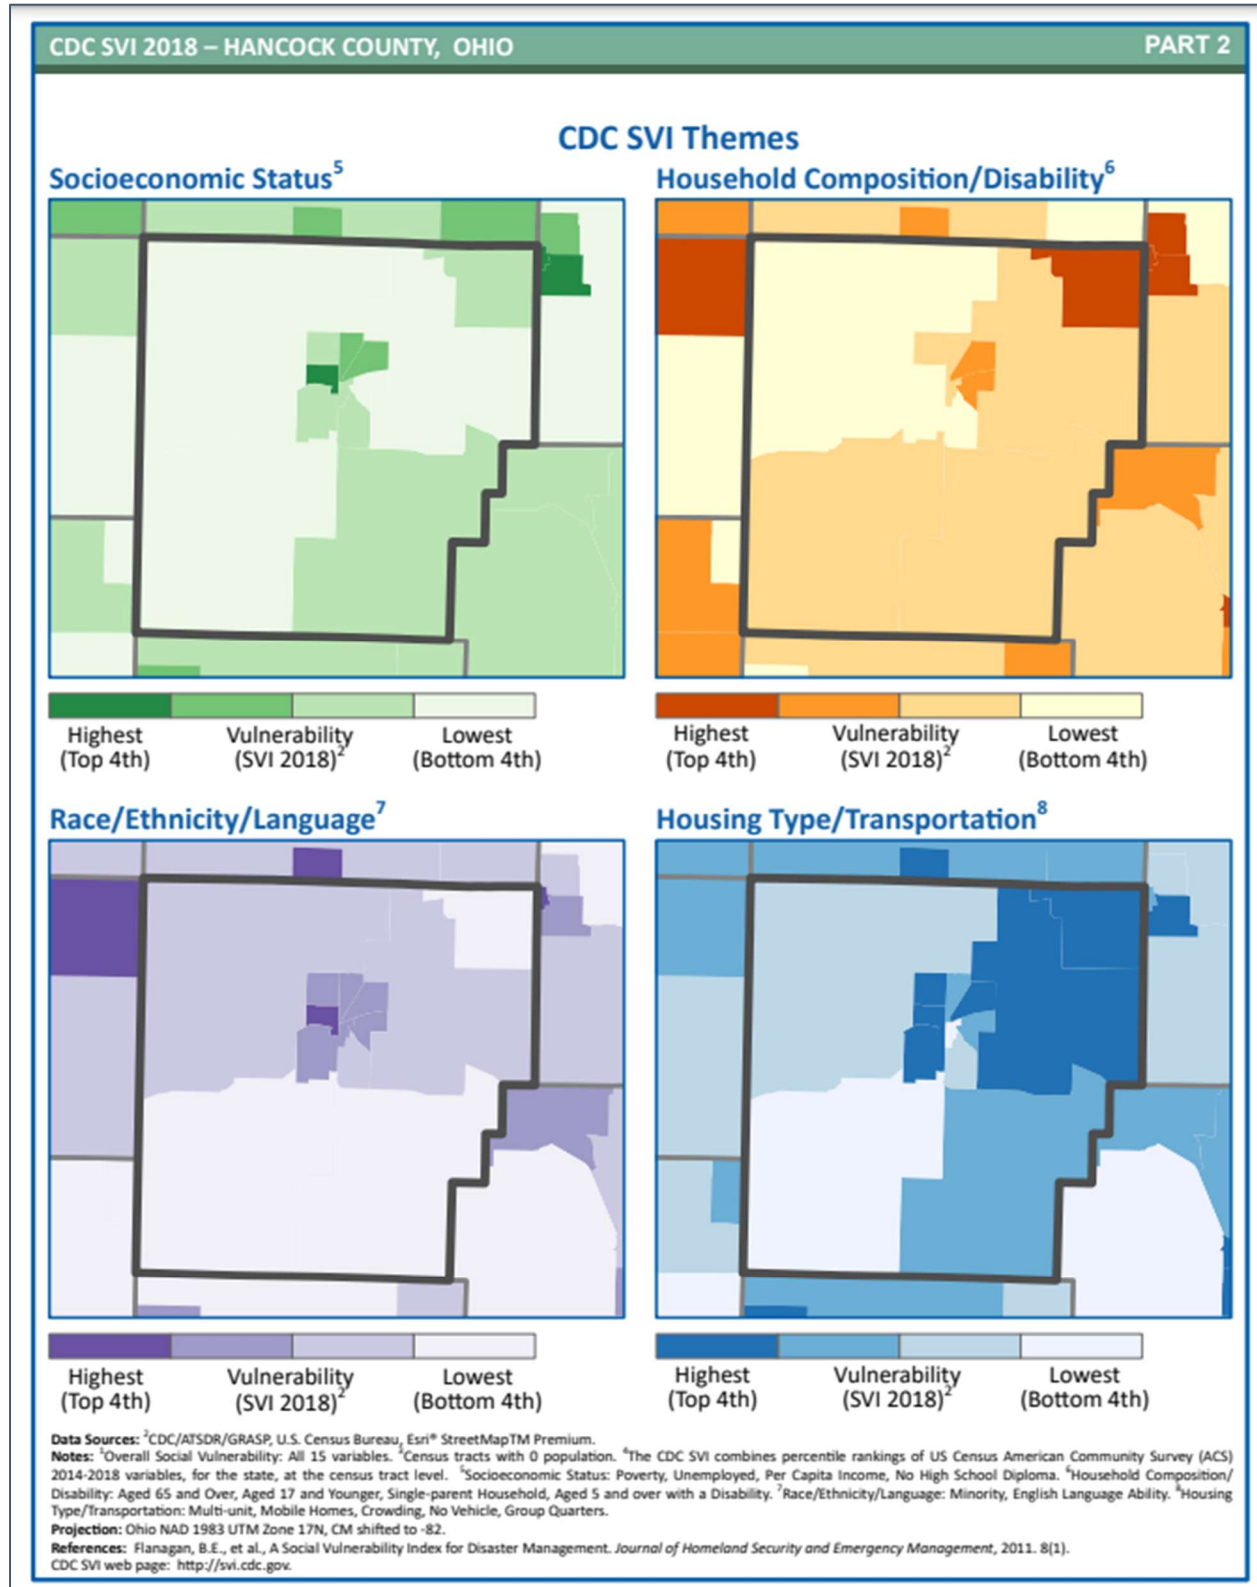 CDC SVI 2018 – HANCOCK COUNTY, OHIO
PART 2
CDC SVI Themes
Socioeconomic Status⁵
Household Composition/Disability⁶
Highest
(Top 4th)
Vulnerability
(SVI 2018)²
Lowest
(Bottom 4th)
Highest
(Top 4th)
Vulnerability
(SVI 2018)²
Lowest
(Bottom 4th)
Race/Ethnicity/Language⁷
Housing Type/Transportation⁸
Highest
(Top 4th)
Vulnerability
(SVI 2018)²
Lowest
(Bottom 4th)
Highest
(Top 4th)
Vulnerability
(SVI 2018)²
Lowest
(Bottom 4th)
Data Sources: ²CDC/ATSDR/GRASP, U.S. Census Bureau, Esri® StreetMapTM Premium.
Notes: ¹Overall Social Vulnerability: All 15 variables. ³Census tracts with 0 population. ⁴The CDC SVI combines percentile rankings of US Census American Community Survey (ACS)
2014-2018 variables, for the state, at the census tract level. ⁵Socioeconomic Status: Poverty, Unemployed, Per Capita Income, No High School Diploma. ⁶Household Composition/
Disability: Aged 65 and Over, Aged 17 and Younger, Single-parent Household, Aged 5 and over with a Disability. ⁷Race/Ethnicity/Language: Minority, English Language Ability. ⁸Housing
Type/Transportation: Multi-unit, Mobile Homes, Crowding, No Vehicle, Group Quarters.
Projection: Ohio NAD 1983 UTM Zone 17N, CM shifted to -82.
References: Flanagan, B.E., et al., A Social Vulnerability Index for Disaster Management. Journal of Homeland Security and Emergency Management, 2011. 8(1).
CDC SVI web page: http://svi.cdc.gov.